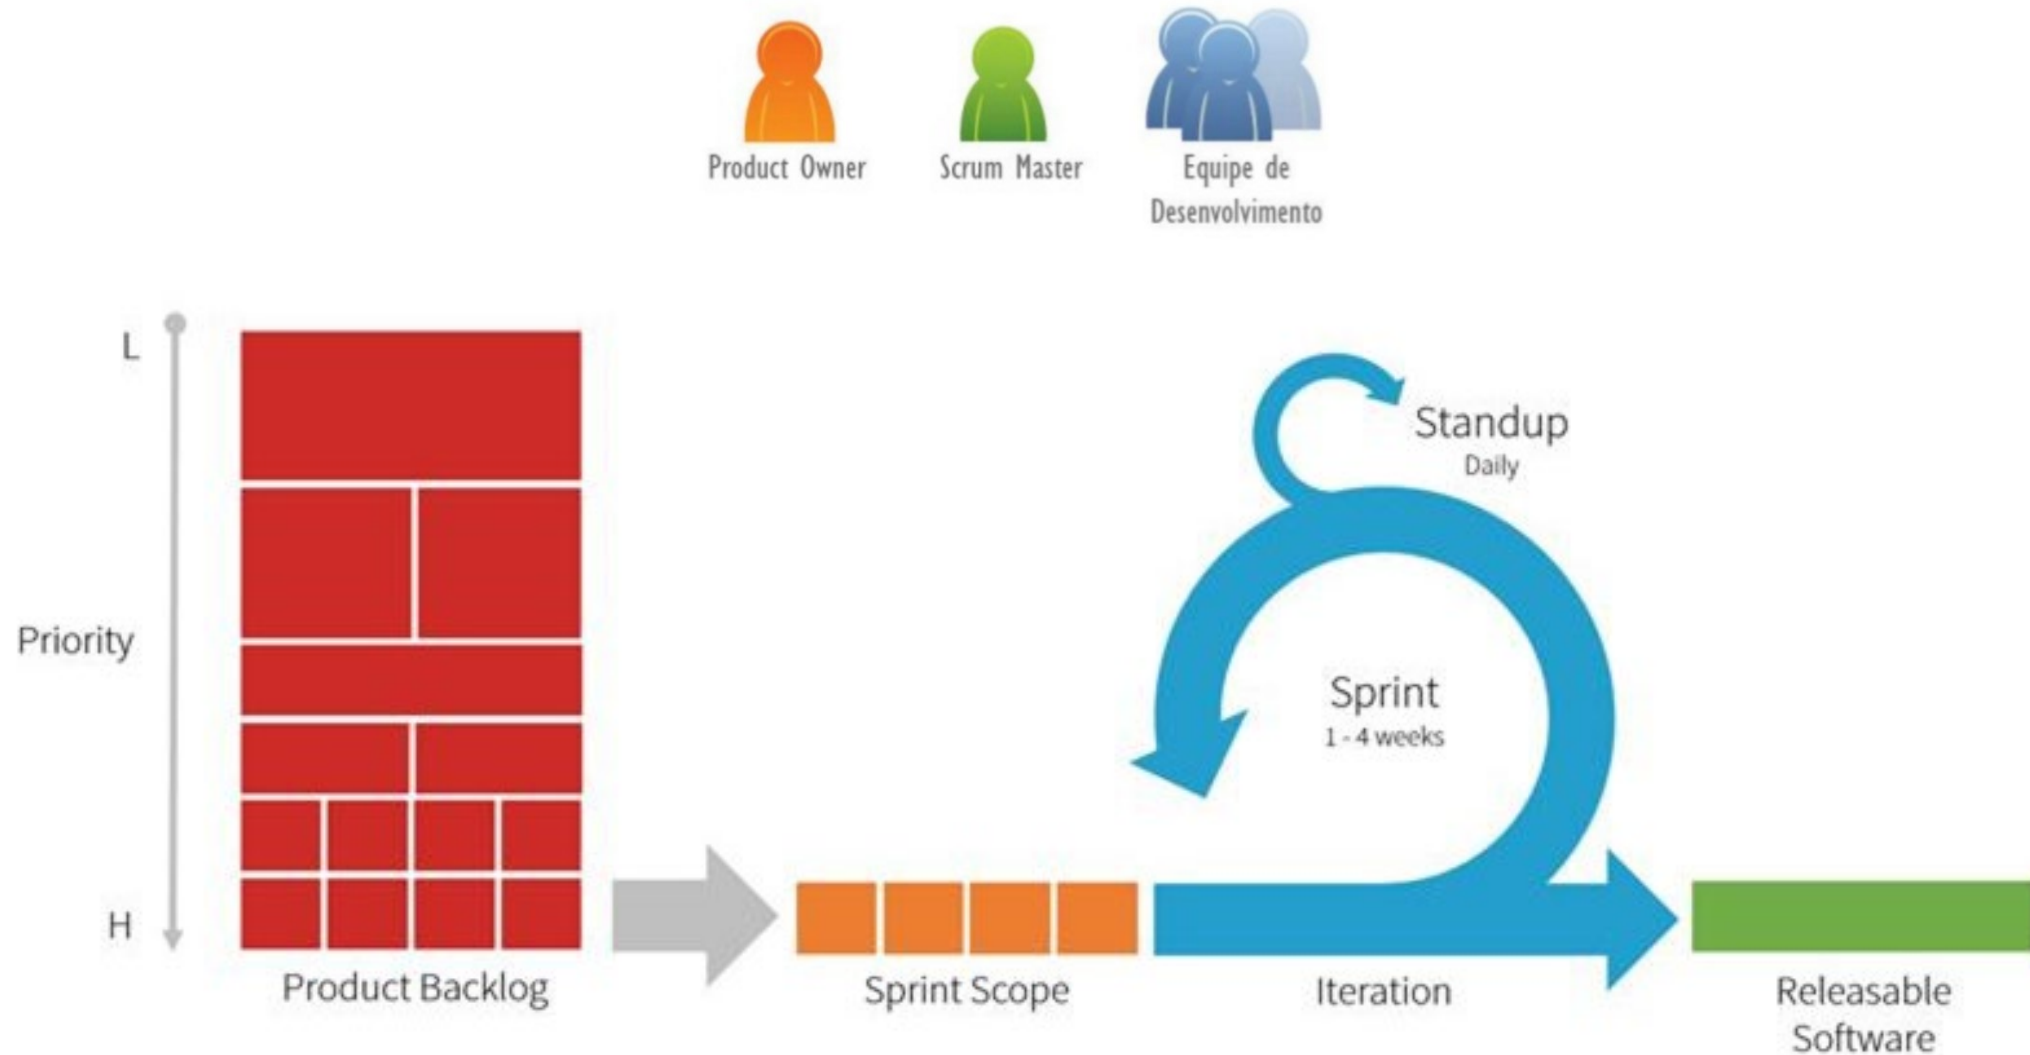 Product Owner
Scrum Master
Equipe de
Desenvolvimento
L
Priority
H
Product Backlog
Sprint Scope
Standup
Daily
Sprint
1 - 4 weeks
Iteration
Releasable
Software